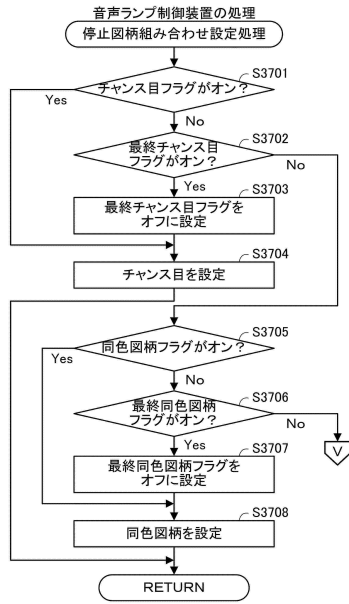 音声ランプ制御装置の処理
停止図柄組み合わせ設定処理
S3701
チャンス目フラグがオン？
Yes
No
S3702
最終チャンス目
フラグがオン？
No
Yes
S3703
最終チャンス目フラグを
オフに設定
S3704
チャンス目を設定
S3705
同色図柄フラグがオン？
Yes
No
S3706
最終同色図柄
フラグがオン？
No
Yes
V
S3707
最終同色図柄フラグを
オフに設定
S3708
同色図柄を設定
RETURN